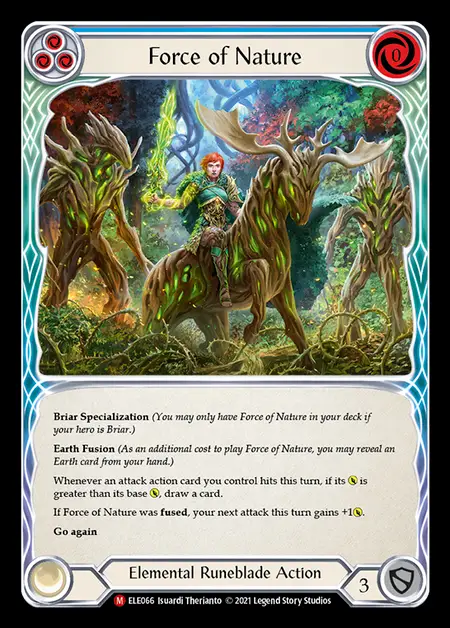 Force of Nature
0
Briar Specialization (You may only have Force of Nature in your deck if
your hero is Briar.)
Earth Fusion (As an additional cost to play Force of Nature, you may reveal an
Earth card from your hand.)
Whenever an attack action card you control hits this turn, if its is
greater than its base , draw a card.
If Force of Nature was fused, your next attack this turn gains +1 .
Go again
Elemental Runeblade Action
3
M ELE066 Isuardi Therianto © 2021 Legend Story Studios